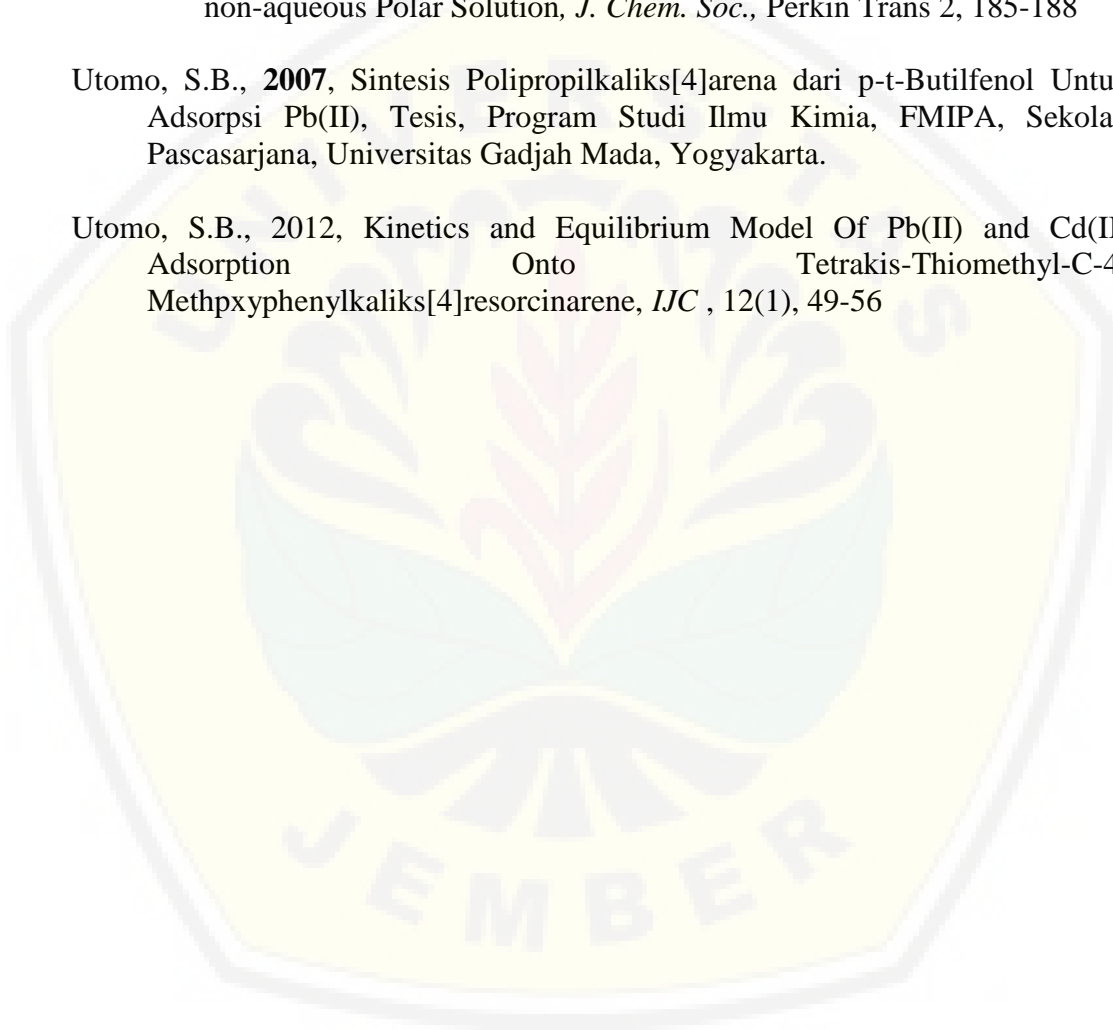 non-aqueous Polar Solution, J. Chem. Soc., Perkin Trans 2, 185-188
Utomo, S.B., 2007, Sintesis Polipropilkaliks[4]arena dari p-t-Butilfenol Untu
Adsorpsi Pb(II), Tesis, Program Studi Ilmu Kimia, FMIPA, Sekola
Pascasarjana, Universitas Gadjah Mada, Yogyakarta.
Utomo, S.B., 2012, Kinetics and Equilibrium Model Of Pb(II) and Cd(II
Adsorption Onto Tetrakis-Thiomethyl-C-4
Methpxyphenylkaliks[4]resorcinarene, IJC , 12(1), 49-56
UNIVERSITAS
JEMBER